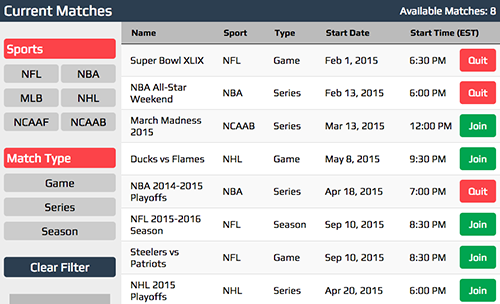 Current Matches
Available Matches: 8
Sports
NFL NBA
MLB NHL
NCAAF NCAAB
Match Type
Game
Series
Season
Clear Filter
Name Sport Type Start Date Start Time (EST)
Super Bowl XLIX NFL Game Feb 1, 2015 6:30 PM Quit
NBA All-Star
Weekend NBA Series Feb 13, 2015 6:00 PM Quit
March Madness
2015 NCAAB Series Mar 13, 2015 12:00 PM Join
Ducks vs Flames NHL Game May 8, 2015 9:30 PM Join
NBA 2014-2015
Playoffs NBA Series Apr 18, 2015 7:00 PM Quit
NFL 2015-2016
Season NFL Season Sep 10, 2015 8:30 PM Join
Steelers vs
Patriots NFL Game Sep 10, 2015 8:30 PM Join
NHL 2015
Playoffs NHL Series Apr 20, 2015 6:00 PM Join